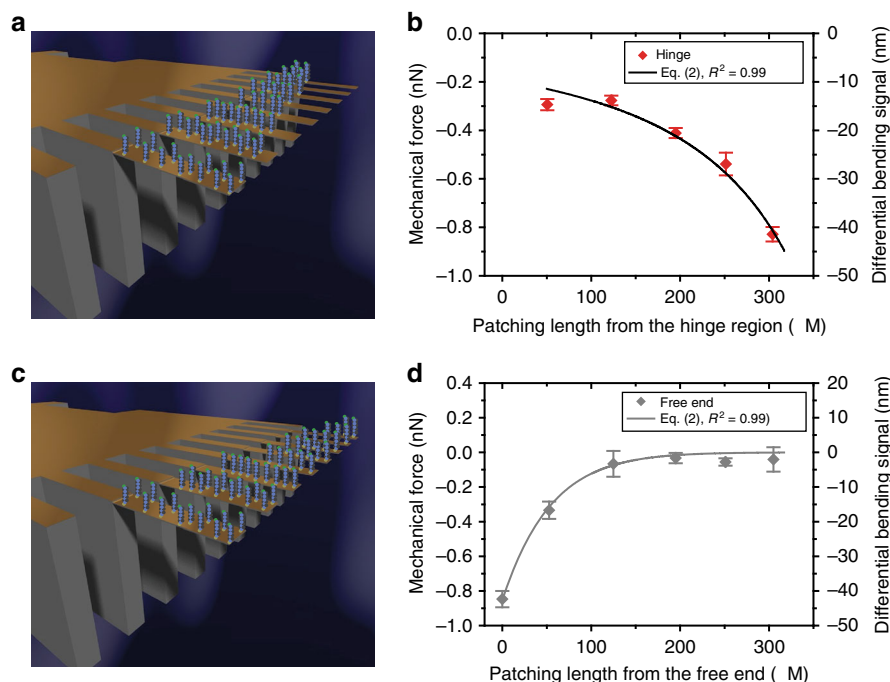 a
b
0.0
−0.2
−0.4
−0.6
−0.8
−1.0
Mechanical force (nN)
Hinge
Eq. (2), R² = 0.99
0
−10
−20
−30
−40
−50
Differential bending signal (nm)
0 100 200 300
Patching length from the hinge region ( M)
c
d
0.4
0.2
0.0
−0.2
−0.4
−0.6
−0.8
−1.0
Mechanical force (nN)
Free end
Eq. (2), R² = 0.99)
20
10
0
−10
−20
−30
−40
−50
Differential bending signal (nm)
0 100 200 300
Patching length from the free end ( M)